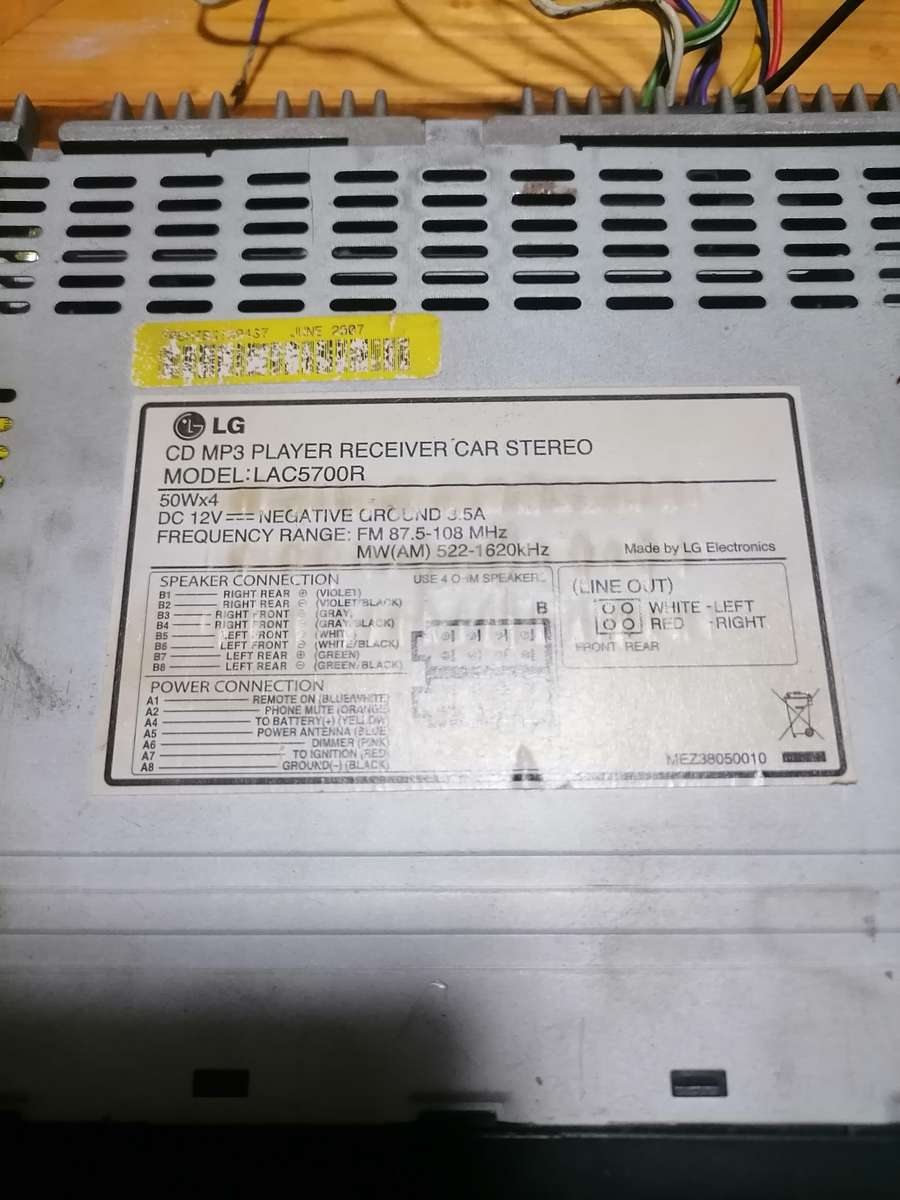 JUNE 2007
LG
CD MP3 PLAYER RECEIVER CAR STEREO
MODEL:LAC5700R
50Wx4
DC 12V NEGATIVE GROUND 3.5A
FREQUENCY RANGE: FM 87.5-108 MHz
MW(AM) 522-1620kHz
Made by LG Electronics
SPEAKER CONNECTION
B1 RIGHT REAR ⊕ (VIOLET)
B2 RIGHT REAR ⊖ (VIOLET/BLACK)
B3 RIGHT FRONT (GRAY)
B4 RIGHT FRONT ⊖ (GRAY/BLACK)
B5 LEFT FRONT (WHITE)
B6 LEFT FRONT ⊖ (WHITE/BLACK)
B7 LEFT REAR ⊕ (GREEN)
B8 LEFT REAR ⊖ (GREEN/BLACK)
USE 4 OHM SPEAKER
B
(LINE OUT)
WHITE -LEFT
RED -RIGHT
FRONT REAR
POWER CONNECTION
A1 REMOTE ON (BLUE/WHITE)
A2 PHONE MUTE (ORANGE)
A4 TO BATTERY(+) (YELLOW)
A5 POWER ANTENNA (BLUE
A6 DIMMER (PINK)
A7 TO IGNITION (RED)
A8 GROUND(-) (BLACK)
MEZ38050010